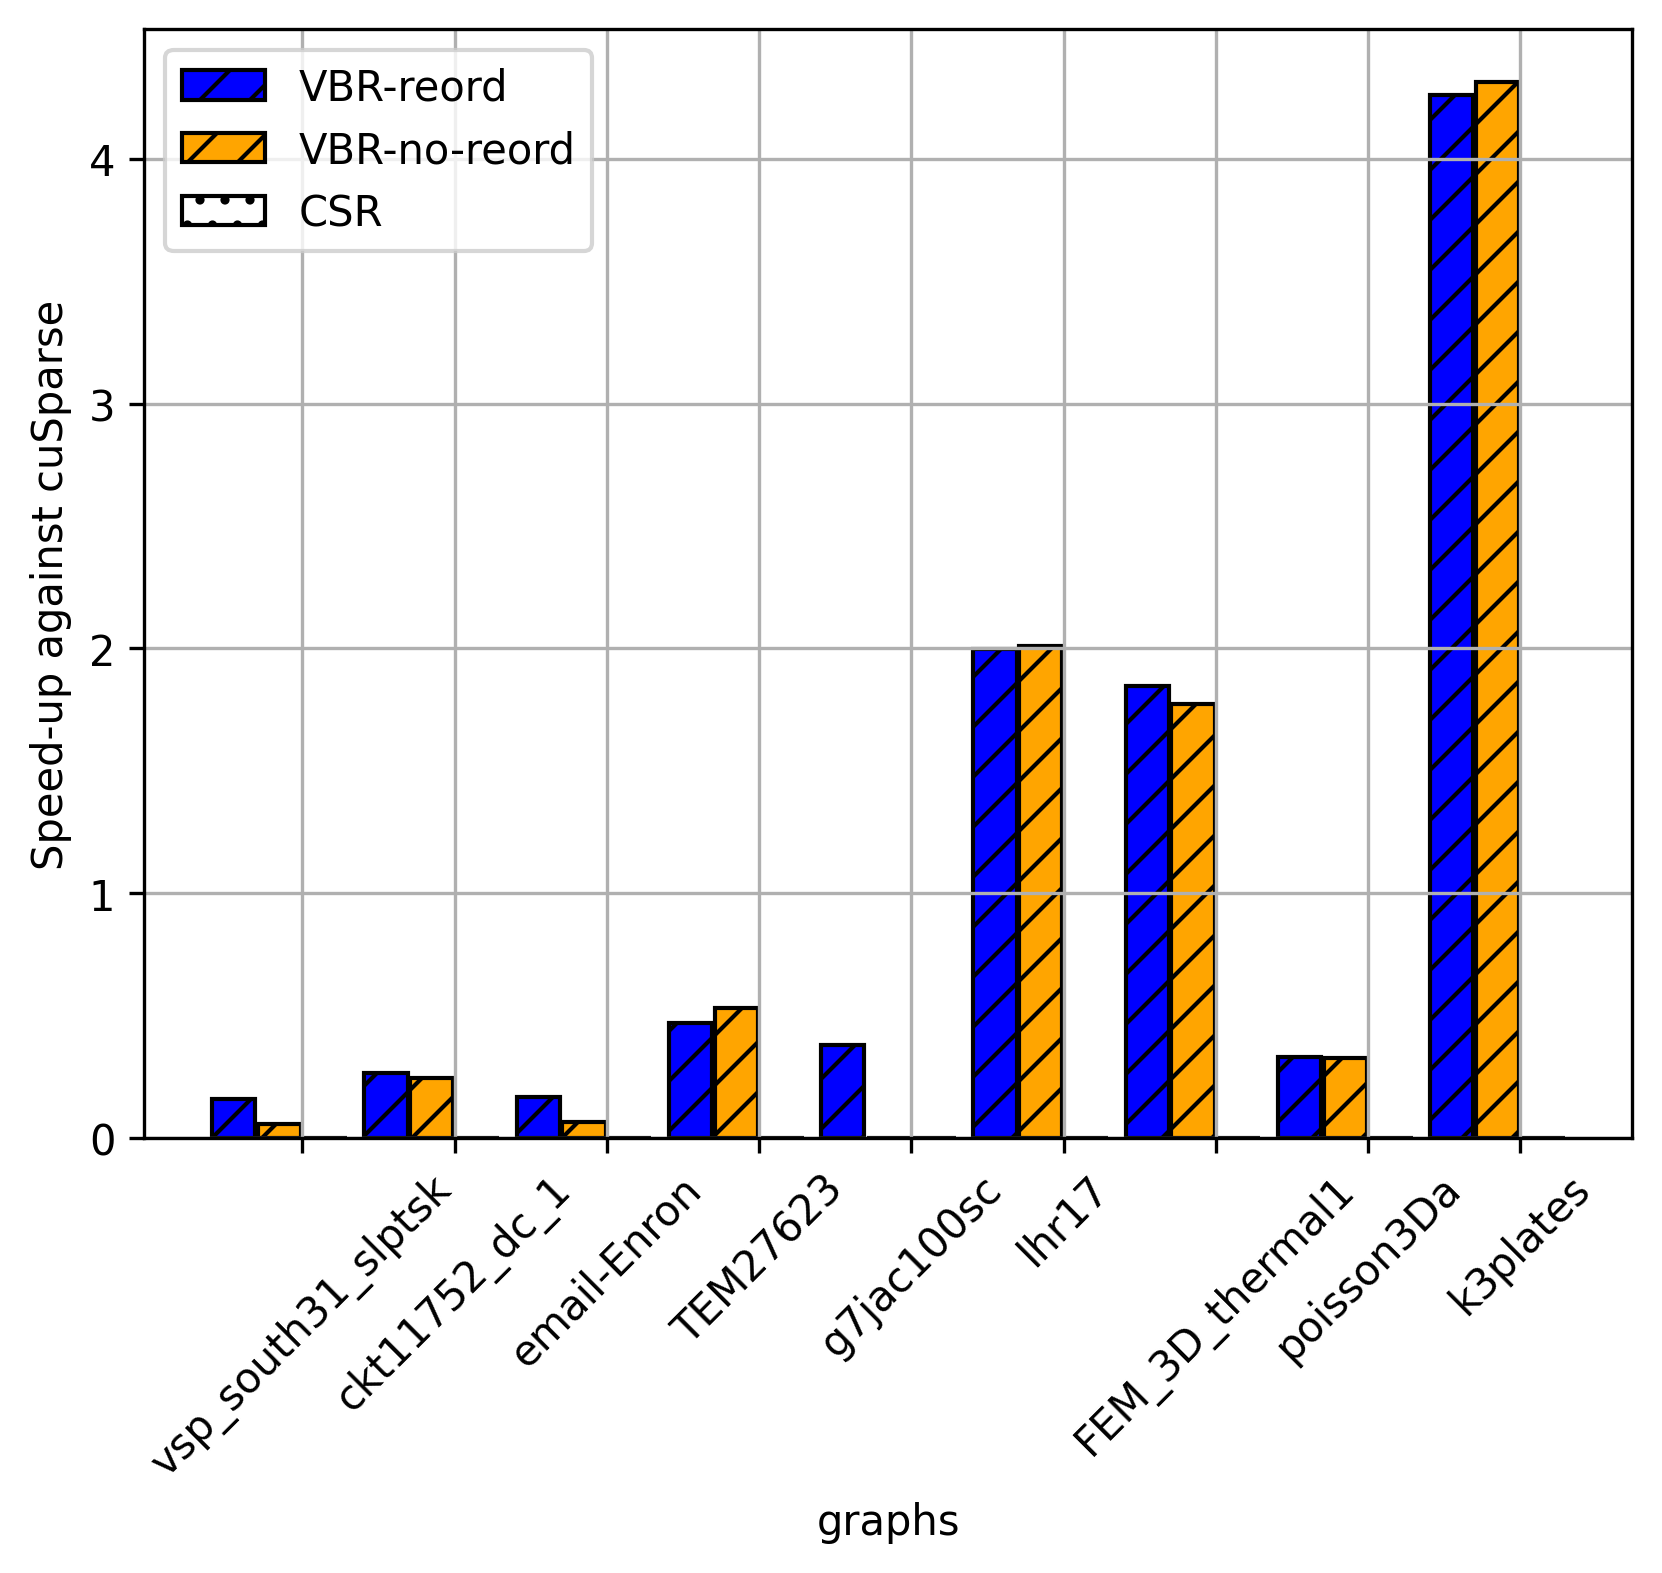 VBR-reord
VBR-no-reord
CSR
Speed-up against cuSparse
4
3
2
1
0
vsp_south31_slptsk
ckt11752_dc_1
email-Enron
TEM27623
g7jac100sc
lhr17
FEM_3D_thermal1
poisson3Da
k3plates
graphs